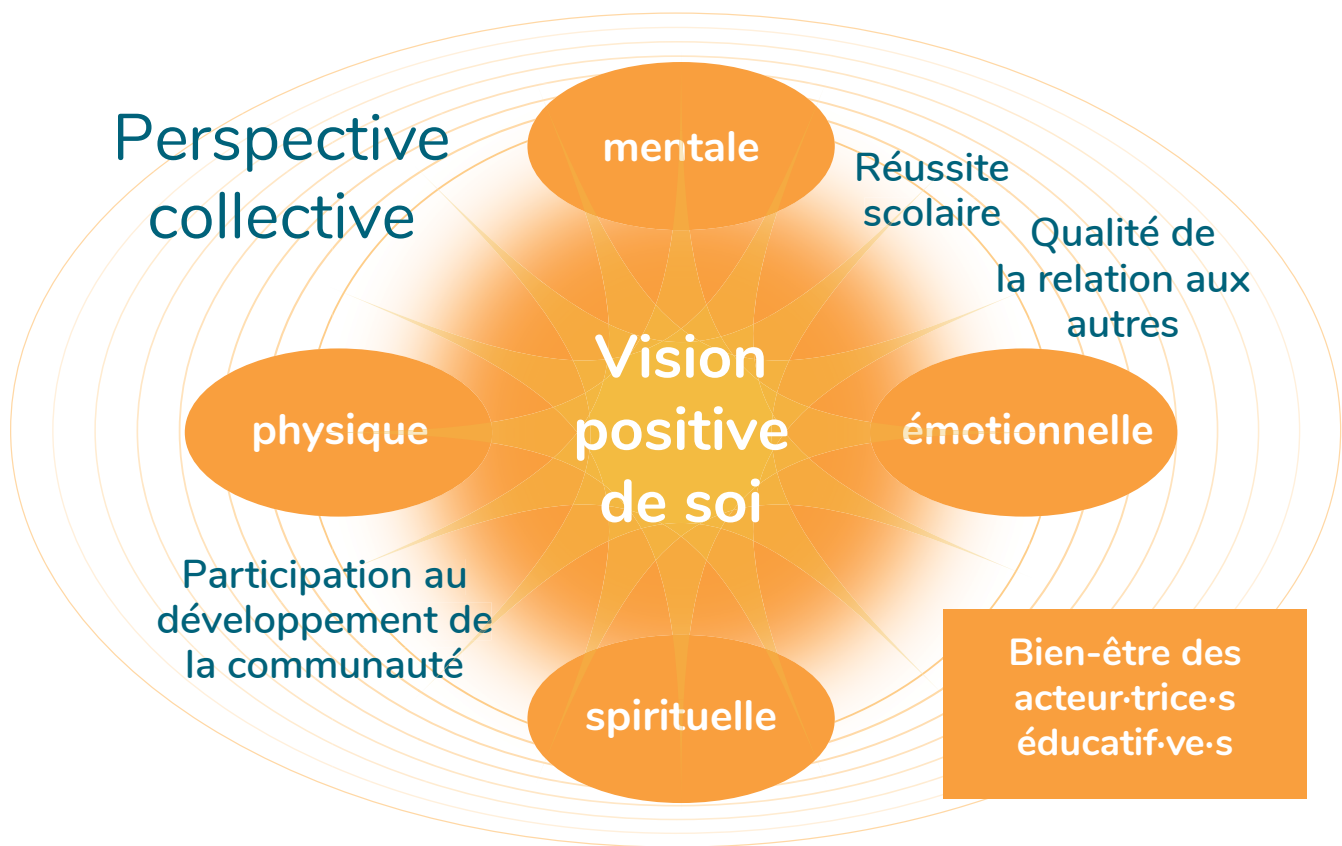 Perspective
collective
mentale
Réussite
scolaire
Qualité de
la relation aux
autres
Vision
positive
de soi
physique
émotionnelle
Participation au
développement de
la communauté
spirituelle
Bien-être des
acteur·trice·s
éducatif·ve·s